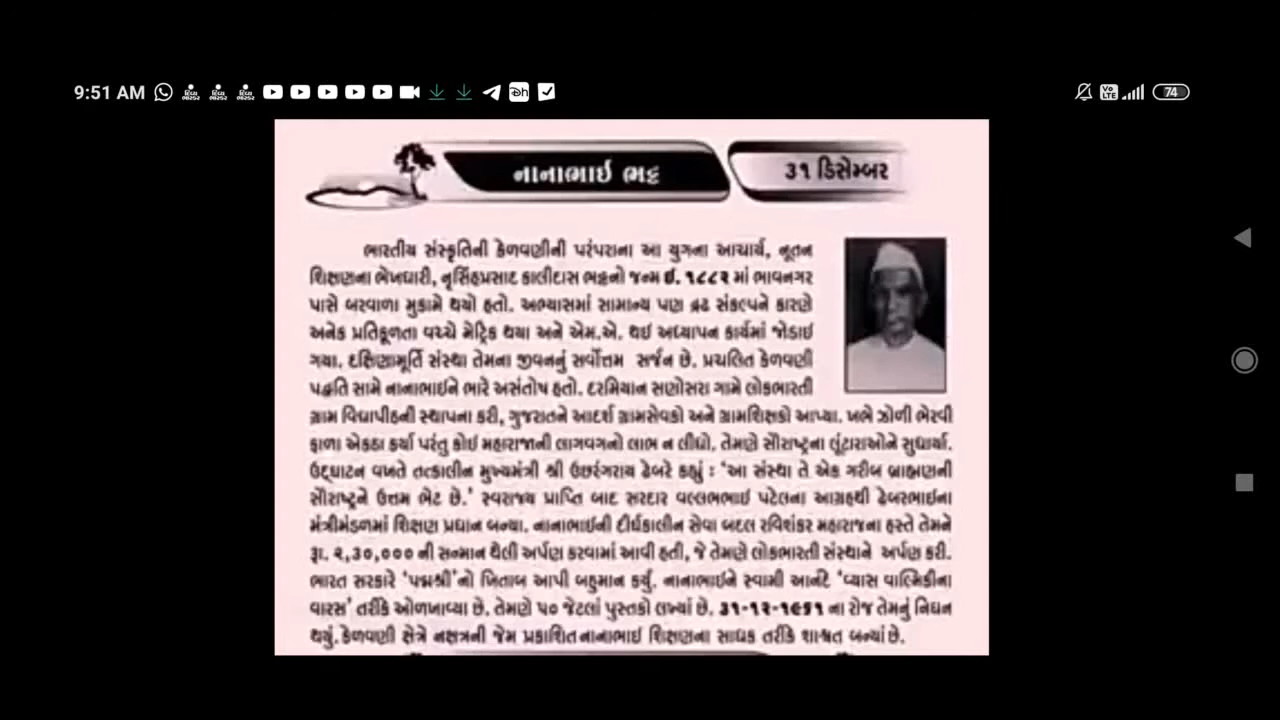 9:51 AM
74
નાનાભાઈ ભટ્ટ
૩૧ ડિસેમ્બર
ભારતીય સંસ્કૃતિની કેળવણીની પરંપરાના આ યુગના આચાર્ય, નૂતન
શિક્ષણના ભેખધારી, નૃસિંહપ્રસાદ કાલીદાસ ભટ્ટનો જન્મ ઈ. ૧૮૮૨ માં ભાવનગર
પાસે બરવાળા મુકામે થયો હતો. અભ્યાસમાં સામાન્ય પણ દ્રઢ સંકલ્પને કારણે
અનેક પ્રતિકૂળતા વચ્ચે મેટ્રિક થયા અને એમ.એ. થઈ અધ્યાપન કાર્યમાં જોડાઈ
ગયા. દક્ષિણામૂર્તિ સંસ્થા તેમના જીવનનું સર્વોત્તમ સર્જન છે. પ્રચલિત કેળવણી
પદ્ધતિ સામે નાનાભાઈને ભારે અસંતોષ હતો. દરમિયાન સણોસરા ગામે લોકભારતી
ગ્રામ વિદ્યાપીઠની સ્થાપના કરી, ગુજરાતને આદર્શ ગ્રામસેવકો અને ગ્રામશિક્ષકો આપ્યા. ખભે ઝોળી ભેરવી
ફાળા એકઠા કર્યા પરંતુ કોઈ મહારાજાની લાગવગનો લાભ ન લીધો. તેમણે સૌરાષ્ટ્રના લૂંટારાઓને સુધાર્યા.
ઉદ્‌ઘાટન વખતે તત્કાલીન મુખ્યમંત્રી શ્રી ઉછરંગરાય ઢેબરે કહ્યું : ‘આ સંસ્થા તે એક ગરીબ બ્રાહ્મણની
સૌરાષ્ટ્રને ઉત્તમ ભેટ છે.’ સ્વરાજ્ય પ્રાપ્તિ બાદ સરદાર વલ્લભભાઈ પટેલના આગ્રહથી ઢેબરભાઈના
મંત્રીમંડળમાં શિક્ષણ પ્રધાન બન્યા. નાનાભાઈની દીર્ઘકાલીન સેવા બદલ રવિશંકર મહારાજના હસ્તે તેમને
રૂા. ૨,૩૦,૦૦૦ ની સન્માન થેલી અર્પણ કરવામાં આવી હતી, જે તેમણે લોકભારતી સંસ્થાને અર્પણ કરી.
ભારત સરકારે ‘પદ્મશ્રી’નો ખિતાબ આપી બહુમાન કર્યું. નાનાભાઈને સ્વામી આનંદે ‘વ્યાસ વાલ્મિકીના
વારસ’ તરીકે ઓળખાવ્યા છે. તેમણે ૫૦ જેટલાં પુસ્તકો લખ્યાં છે. ૩૧-૧૨-૧૯૬૧ ના રોજ તેમનું નિધન
થયું. કેળવણી ક્ષેત્રે નક્ષત્રની જેમ પ્રકાશિત નાનાભાઈ શિક્ષણના સાધક તરીકે શાશ્વત બન્યાં છે.